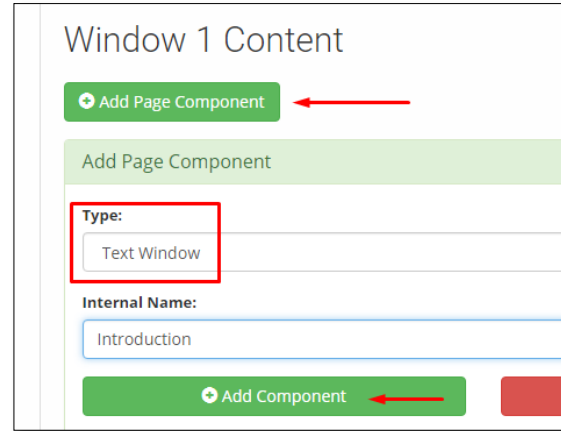 Window 1 Content
Add Page Component
Add Page Component
Type:
Text Window
Internal Name:
Introduction
Add Component